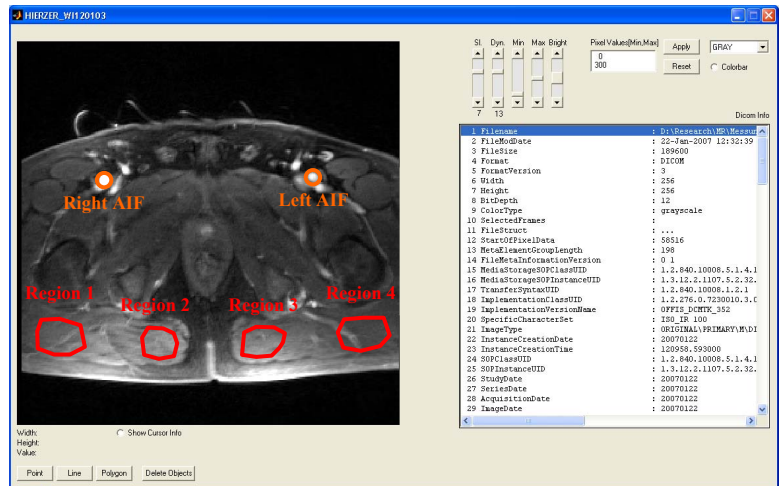 HIERZER_WI120103
Sl. Dyn. Min Max Bright
7 13
Pixel Values[Min,Max]
0
300
Apply
Reset
GRAY
Colorbar
Dicom Info
Right AIF
Left AIF
Region 1 Region 2 Region 3 Region 4
1 Filename : D:\Research\MR\Messur
2 FileModDate : 22-Jan-2007 12:32:39
3 FileSize : 189600
4 Format : DICOM
5 FormatVersion : 3
6 Width : 256
7 Height : 256
8 BitDepth : 12
9 ColorType : grayscale
10 SelectedFrames :
11 FileStruct : ...
12 StartOfPixelData : 58516
13 MetaElementGroupLength : 198
14 FileMetaInformationVersion : 0 1
15 MediaStorageSOPClassUID : 1.2.840.10008.5.1.4.1
16 MediaStorageSOPInstanceUID : 1.3.12.2.1107.5.2.32.
17 TransferSyntaxUID : 1.2.840.10008.1.2.1
18 ImplementationClassUID : 1.2.276.0.7230010.3.0
19 ImplementationVersionName : OFFIS_DCMTK_352
20 SpecificCharacterSet : ISO_IR 100
21 ImageType : ORIGINAL\PRIMARY\M\DI
22 InstanceCreationDate : 20070122
23 InstanceCreationTime : 120958.593000
24 SOPClassUID : 1.2.840.10008.5.1.4.1
25 SOPInstanceUID : 1.3.12.2.1107.5.2.32.
26 StudyDate : 20070122
27 SeriesDate : 20070122
28 AcquisitionDate : 20070122
29 ImageDate : 20070122
Width:
Height:
Value:
Show Cursor Info
Point Line Polygon Delete Objects